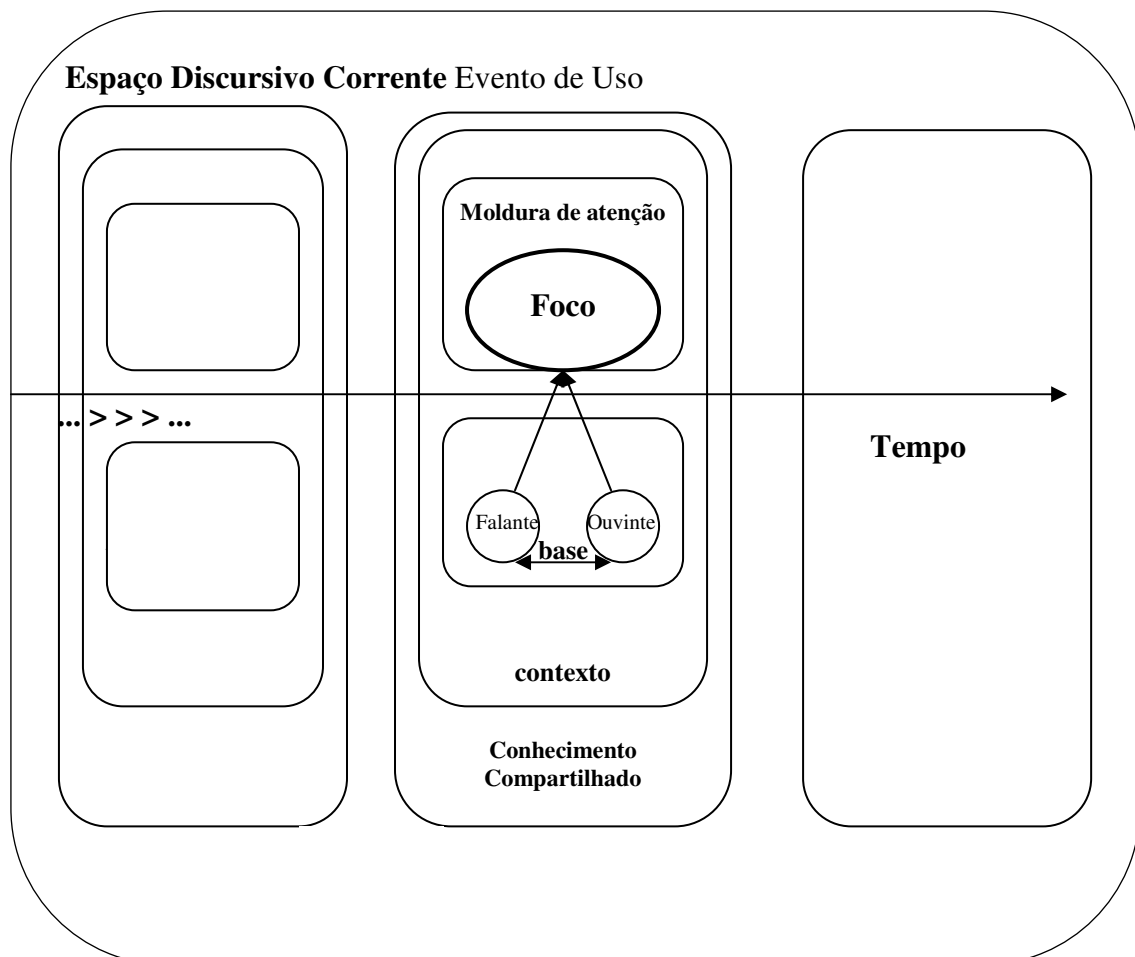 Espaço Discursivo Corrente Evento de Uso
Moldura de atenção
Foco
... > > > ...
Tempo
Falante
Ouvinte
base
contexto
Conhecimento
Compartilhado